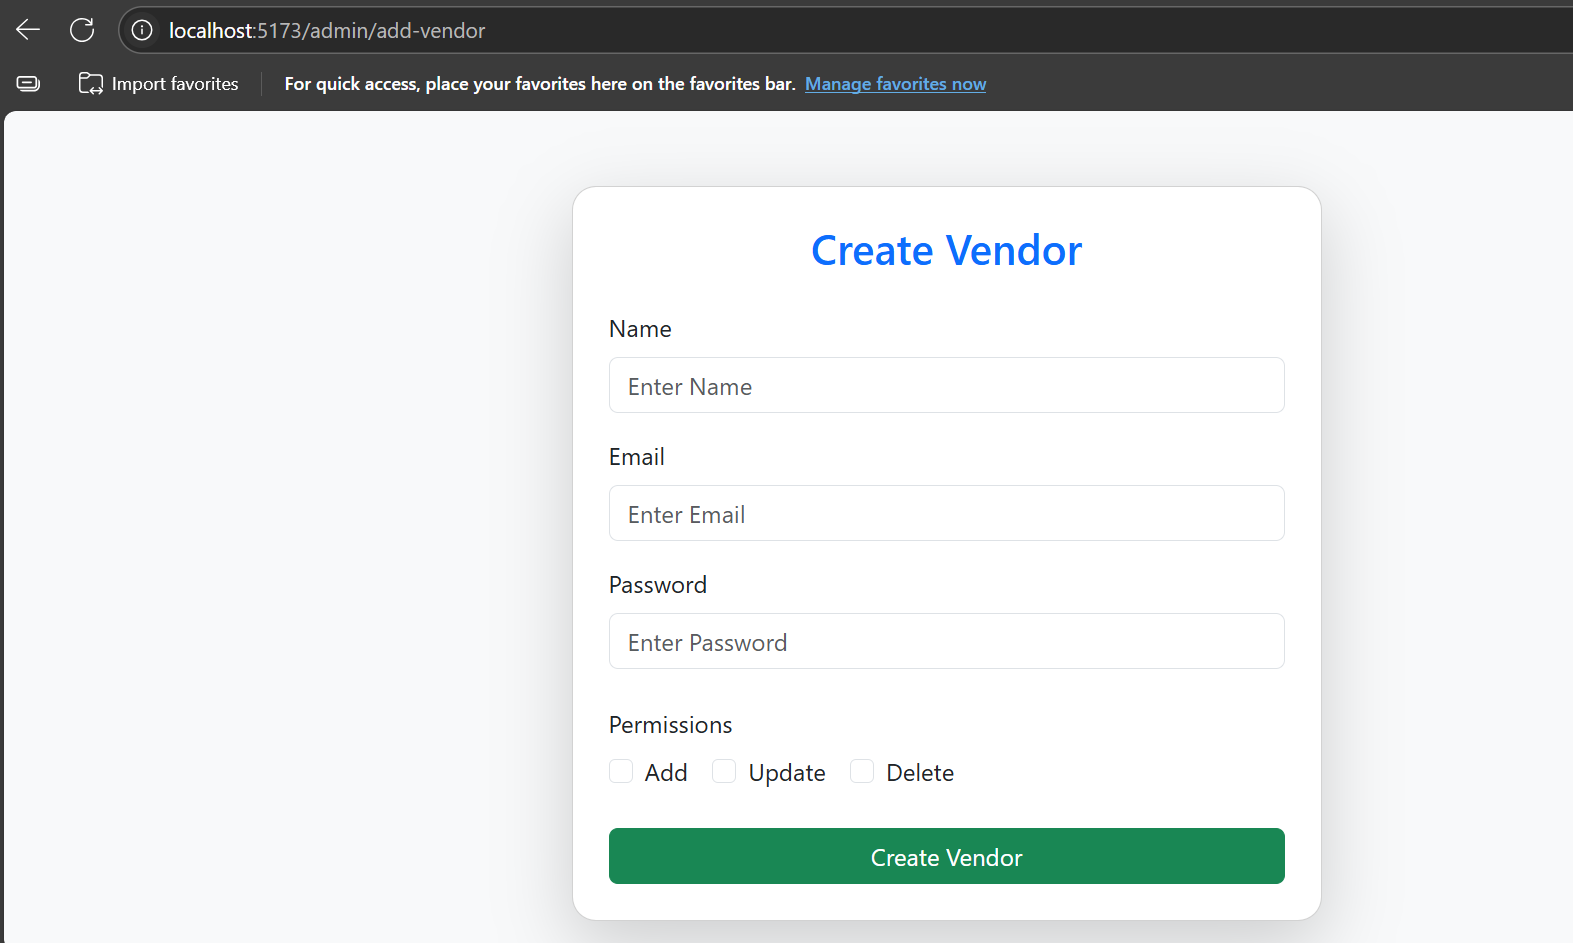 localhost:5173/admin/add-vendor
Import favorites For quick access, place your favorites here on the favorites bar. Manage favorites now
Create Vendor
Name
Enter Name
Email
Enter Email
Password
Enter Password
Permissions
Add Update Delete
Create Vendor